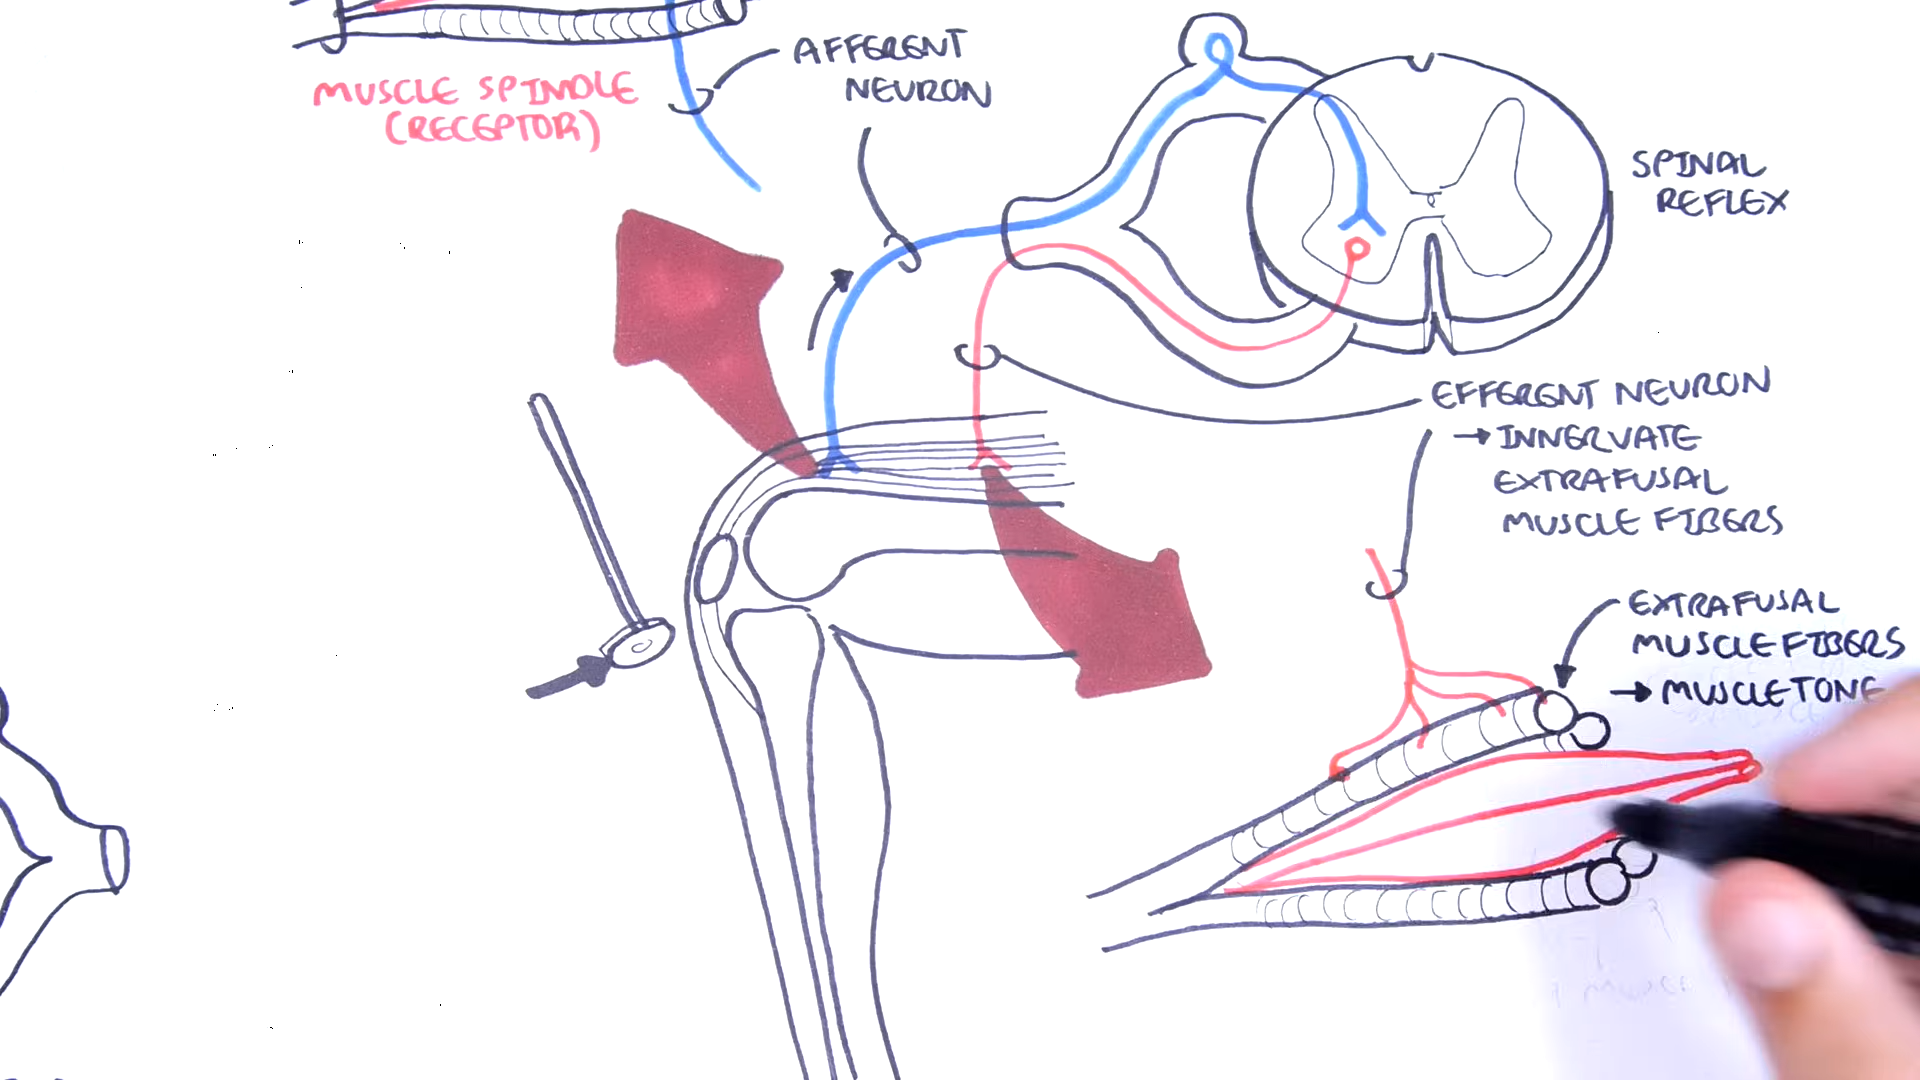 AFFERENT
NEURON
MUSCLE SPINDLE
(RECEPTOR)
SPINAL
REFLEX
EFFERENT NEURON
→ INNERVATE
EXTRAFUSAL
MUSCLE FIBERS
EXTRAFUSAL
MUSCLE FIBERS
→ MUSCLE TONE